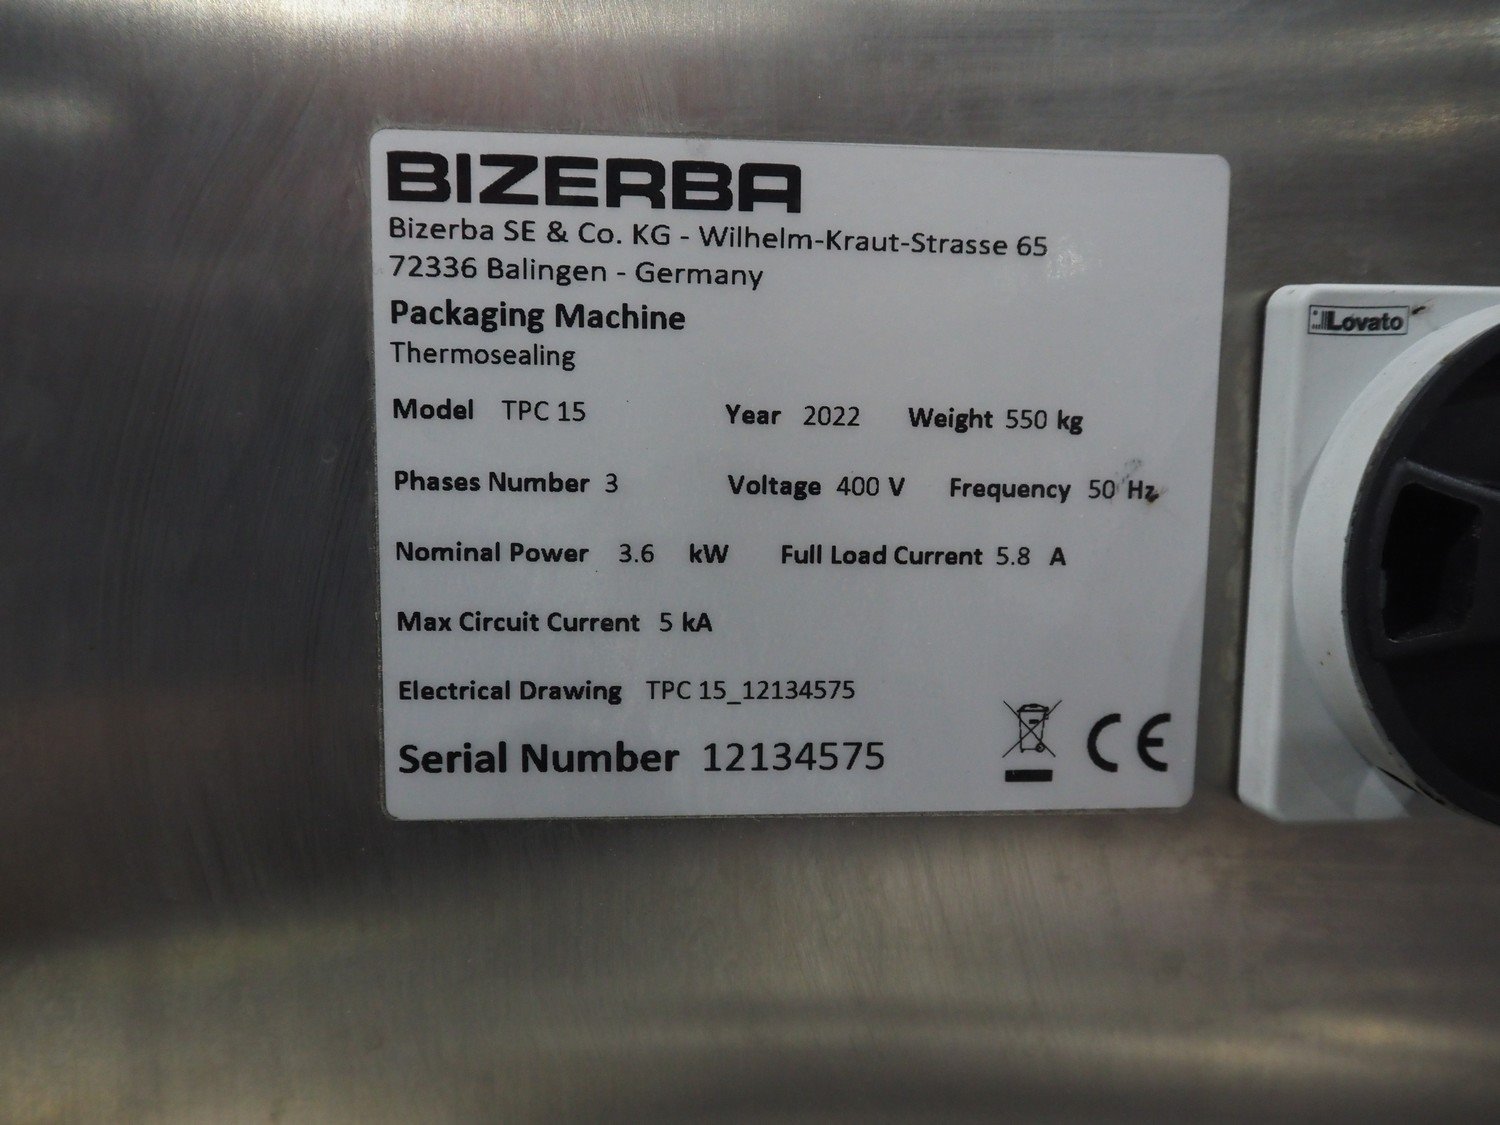 BIZERBA
Bizerba SE & Co. KG - Wilhelm-Kraut-Strasse 65
72336 Balingen - Germany
Packaging Machine
Thermosealing
Model TPC 15 Year 2022 Weight 550 kg
Phases Number 3 Voltage 400 V Frequency 50 Hz
Nominal Power 3.6 kW Full Load Current 5.8 A
Max Circuit Current 5 kA
Electrical Drawing TPC 15_12134575
Serial Number 12134575
CE
Lovato